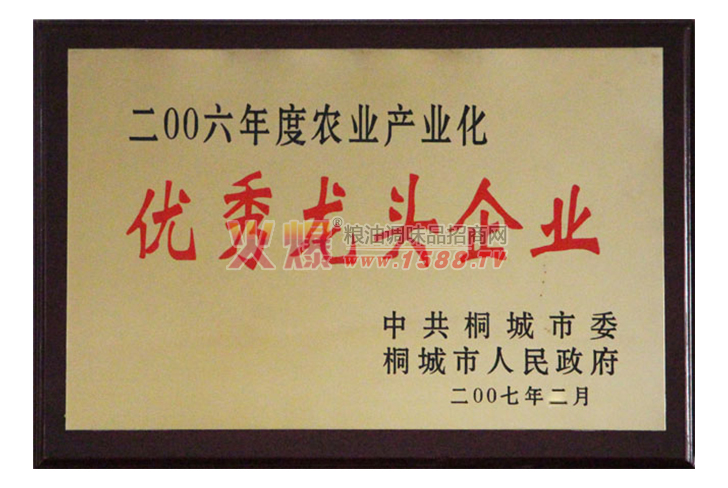 二00六年度农业产业化
优秀龙头企业
火爆®粮油调味品招商网
www.1588.TV
中共桐城市委
桐城市人民政府
二00七年二月